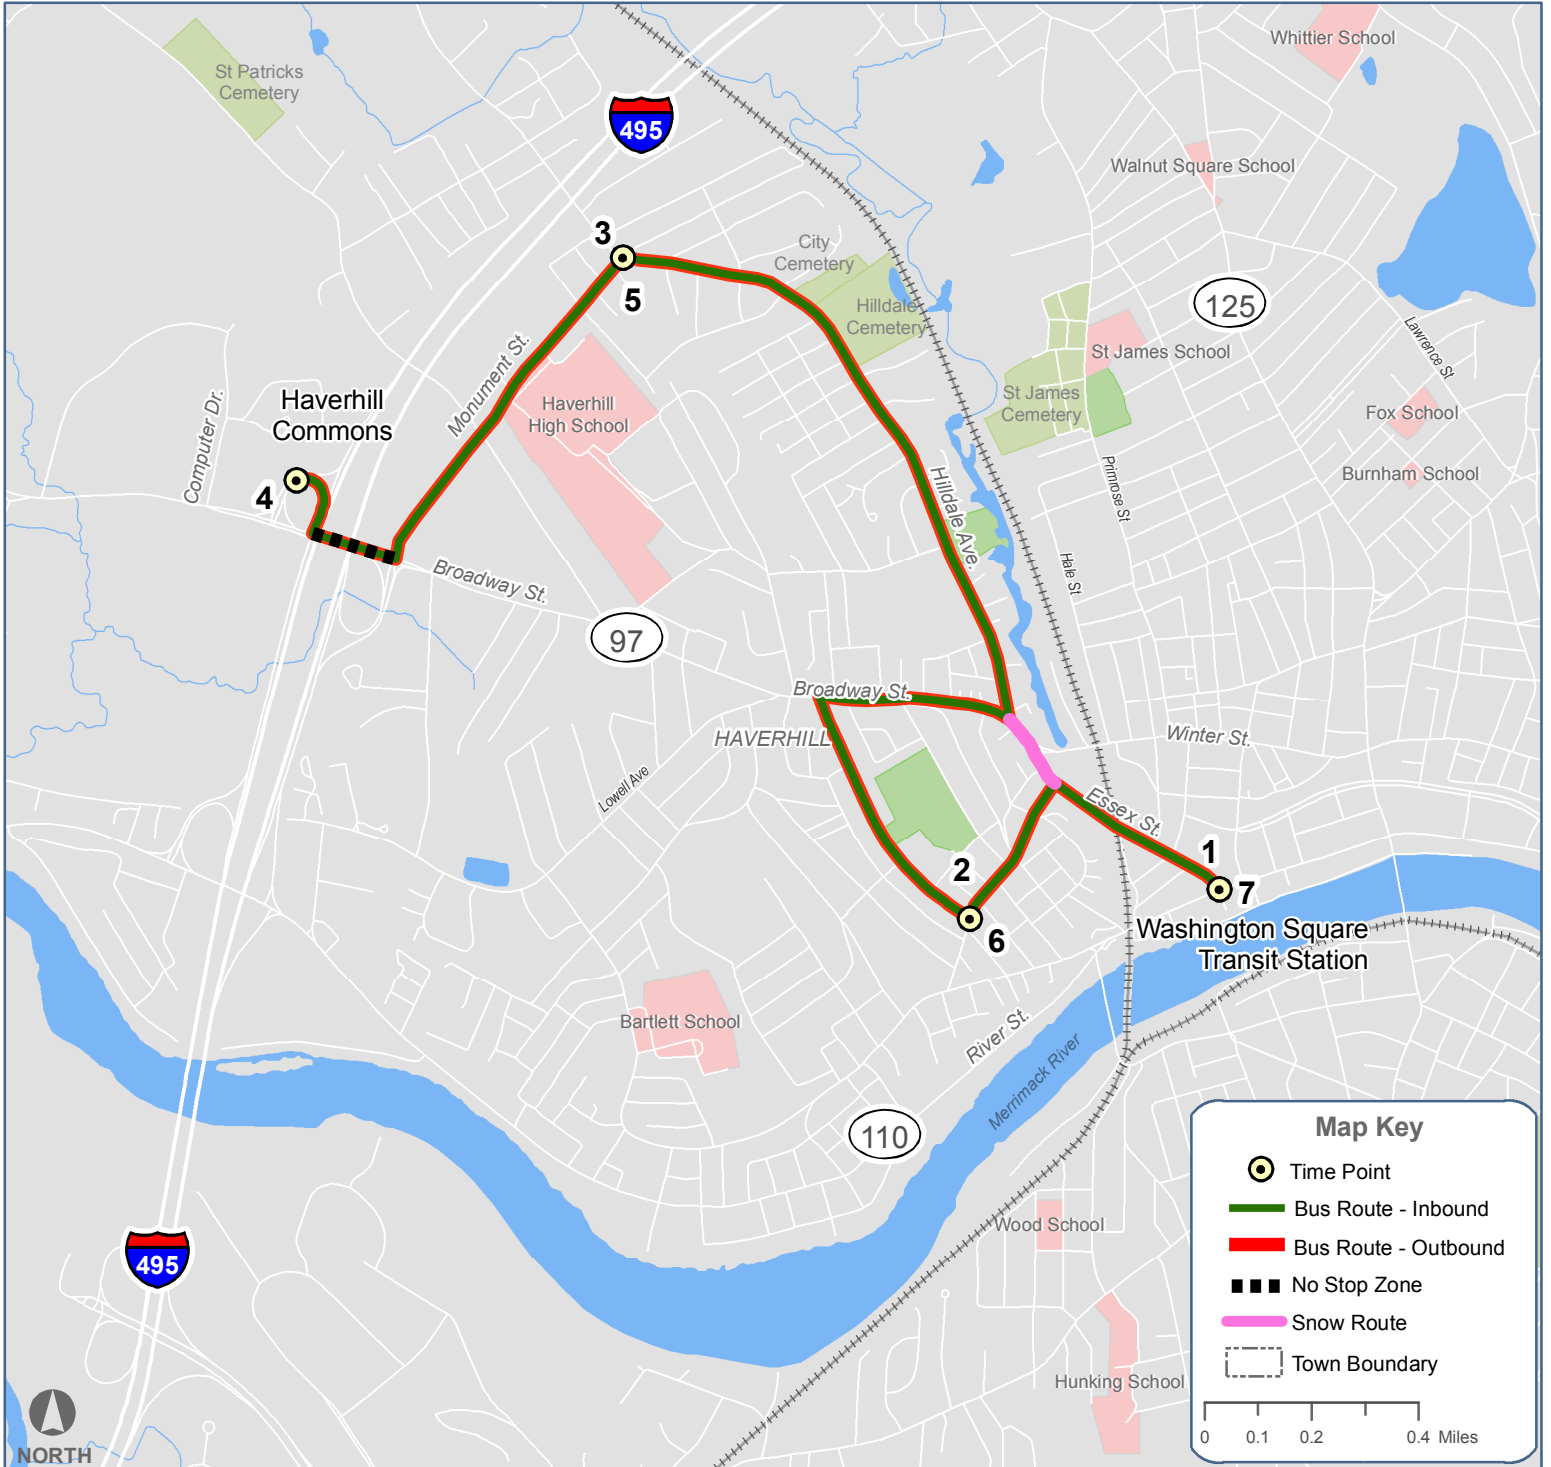 Whittier School
St Patricks
Cemetery
495
Walnut Square School
3
City
Cemetery
5
125
Hilldale
Cemetery
Lawrence St
Monument St.
St James School
Computer Dr.
Haverhill
Commons
St James
Cemetery
Haverhill
High School
Fox School
Burnham School
4
Primrose St
Hilldale Ave.
Hale St
Broadway St.
97
Broadway St.
HAVERHILL
Winter St.
Lowell Ave
Essex St.
1
2
7
6
Washington Square
Transit Station
Bartlett School
River St.
Merrimack River
110
Wood School
495
Hunking School
NORTH
Map Key
Time Point
Bus Route - Inbound
Bus Route - Outbound
No Stop Zone
Snow Route
Town Boundary
0 0.1 0.2 0.4 Miles